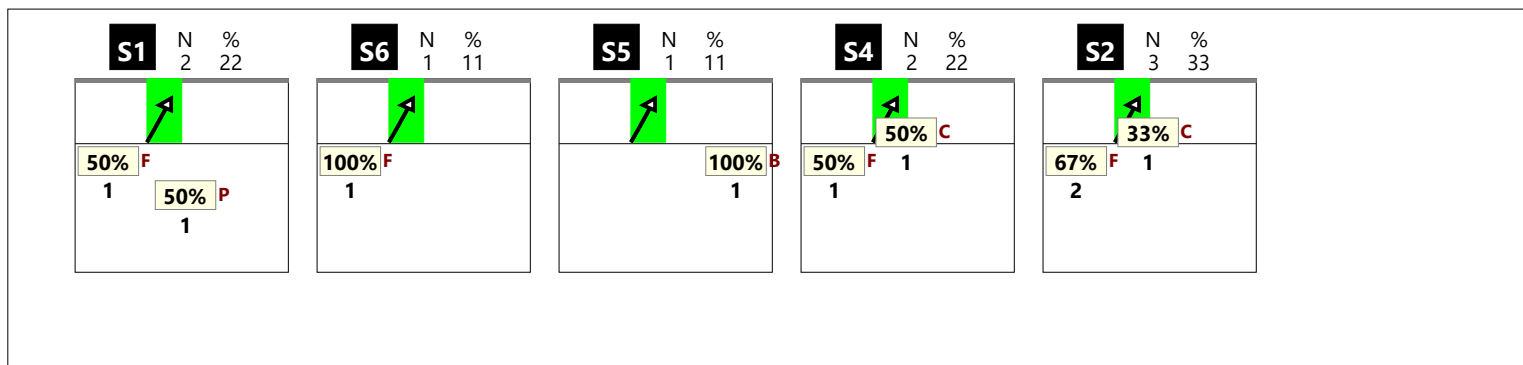 S1 N %
2 22
50% F
1
50% P
1
S6 N %
1 11
100% F
1
S5 N %
1 11
100% B
1
S4 N %
2 22
50% C
1
50% F
1
S2 N %
3 33
33% C
1
67% F
2